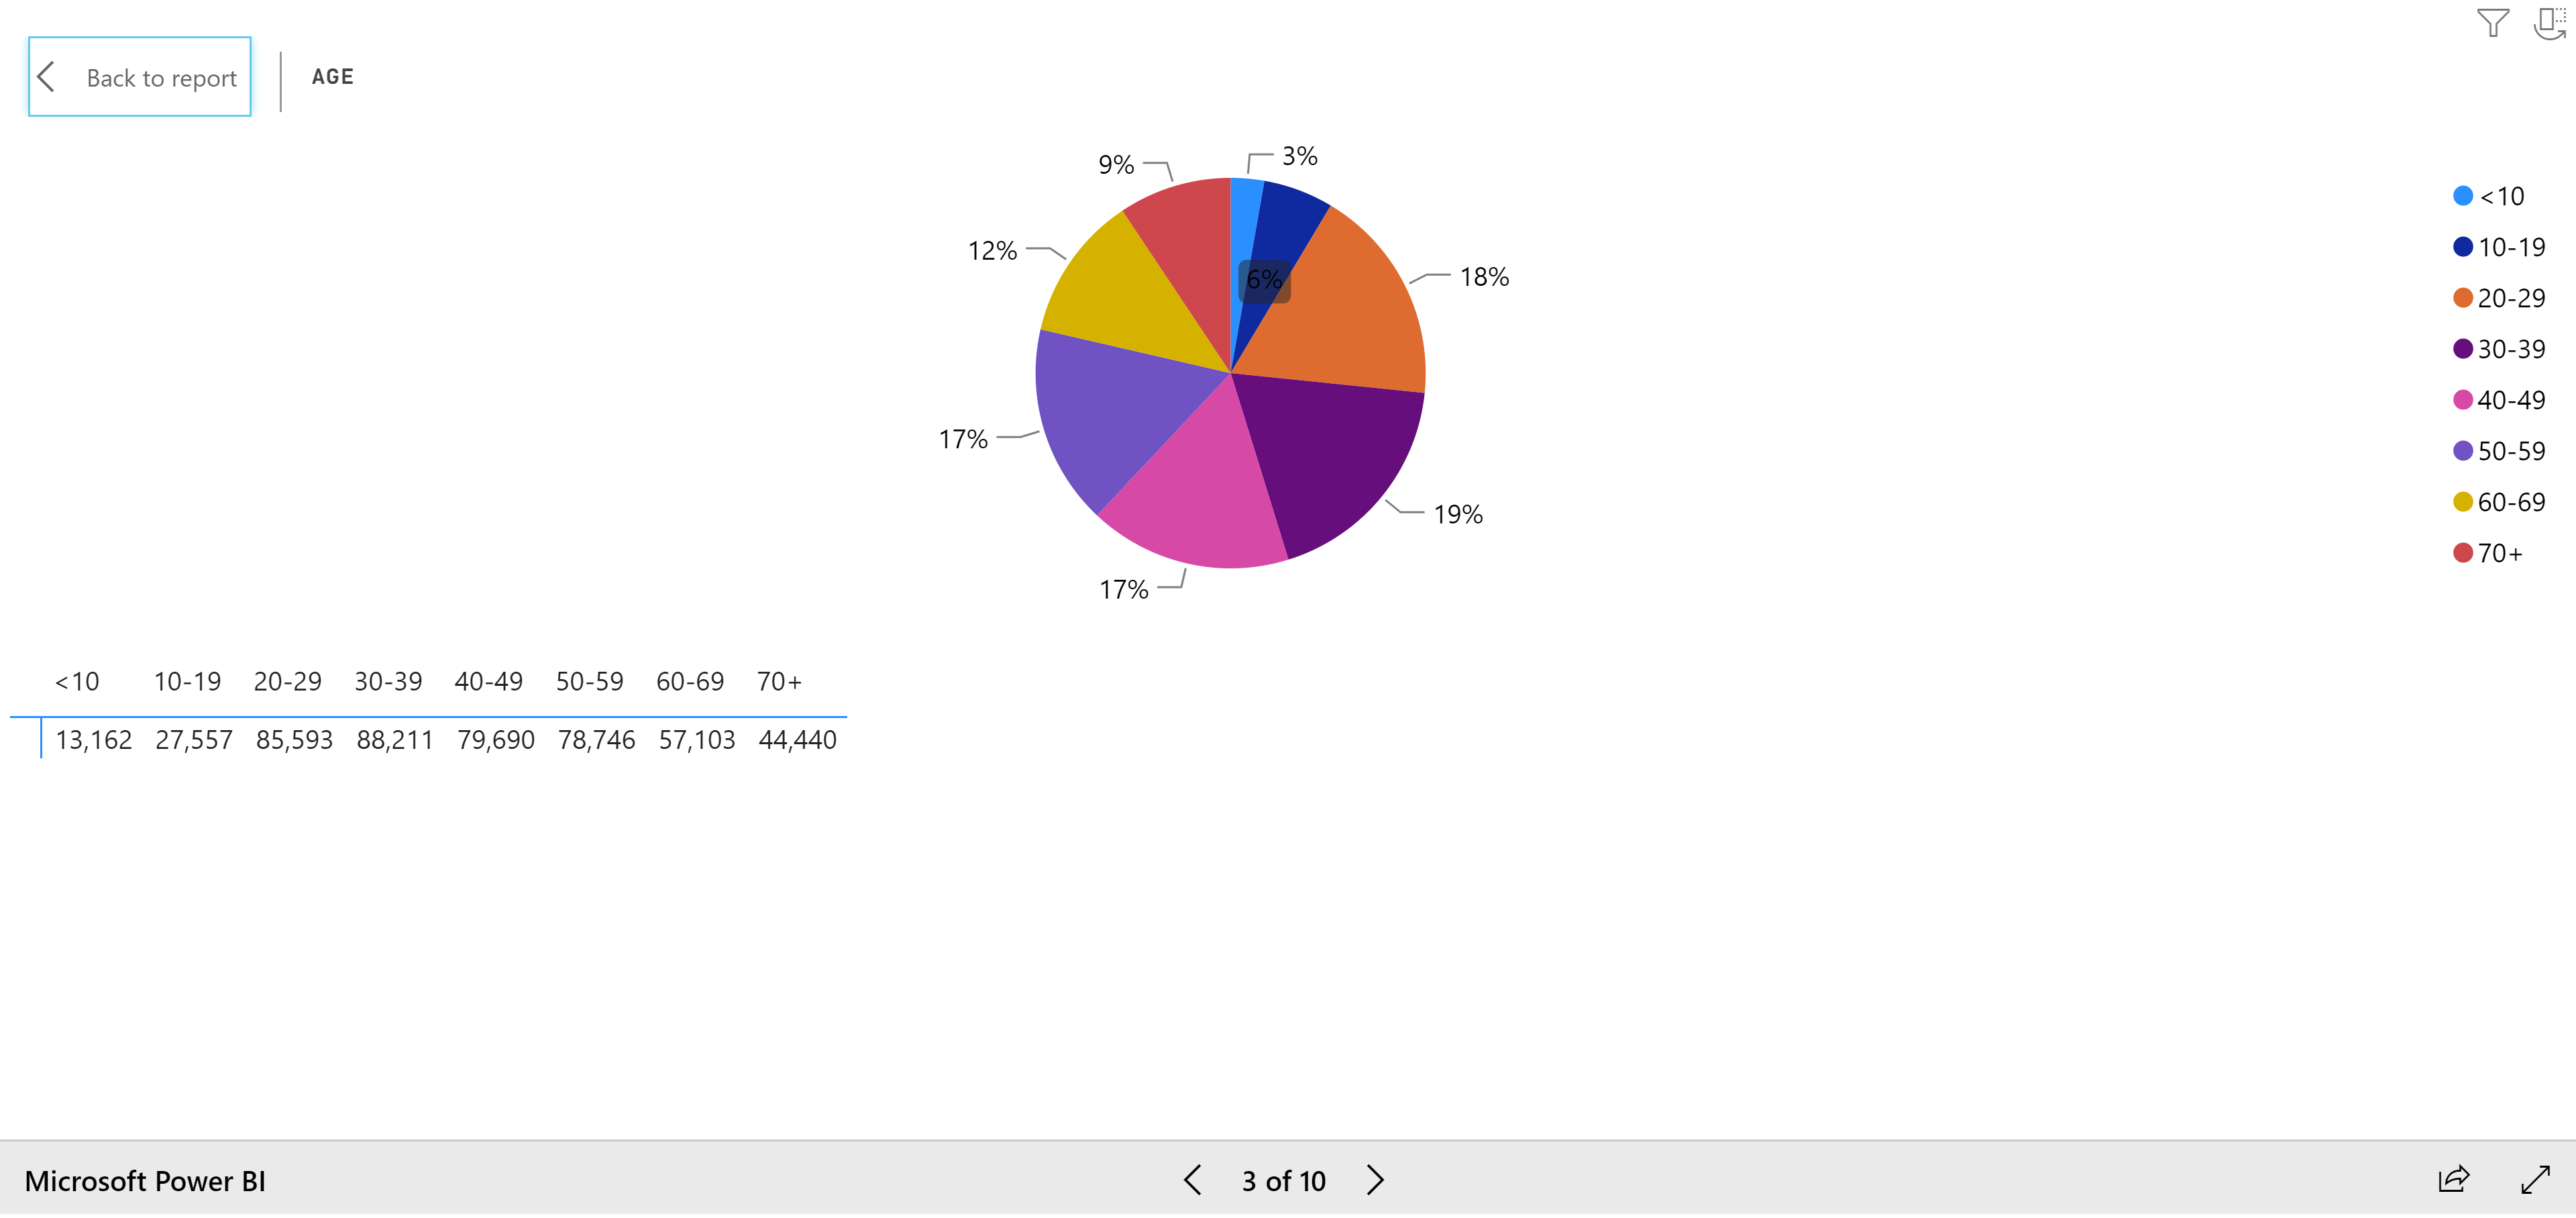 Back to report
AGE
9%
3%
12%
6%
18%
17%
19%
17%
<10
10-19
20-29
30-39
40-49
50-59
60-69
70+
<10 10-19 20-29 30-39 40-49 50-59 60-69 70+
13,162 27,557 85,593 88,211 79,690 78,746 57,103 44,440
Microsoft Power BI
3 of 10